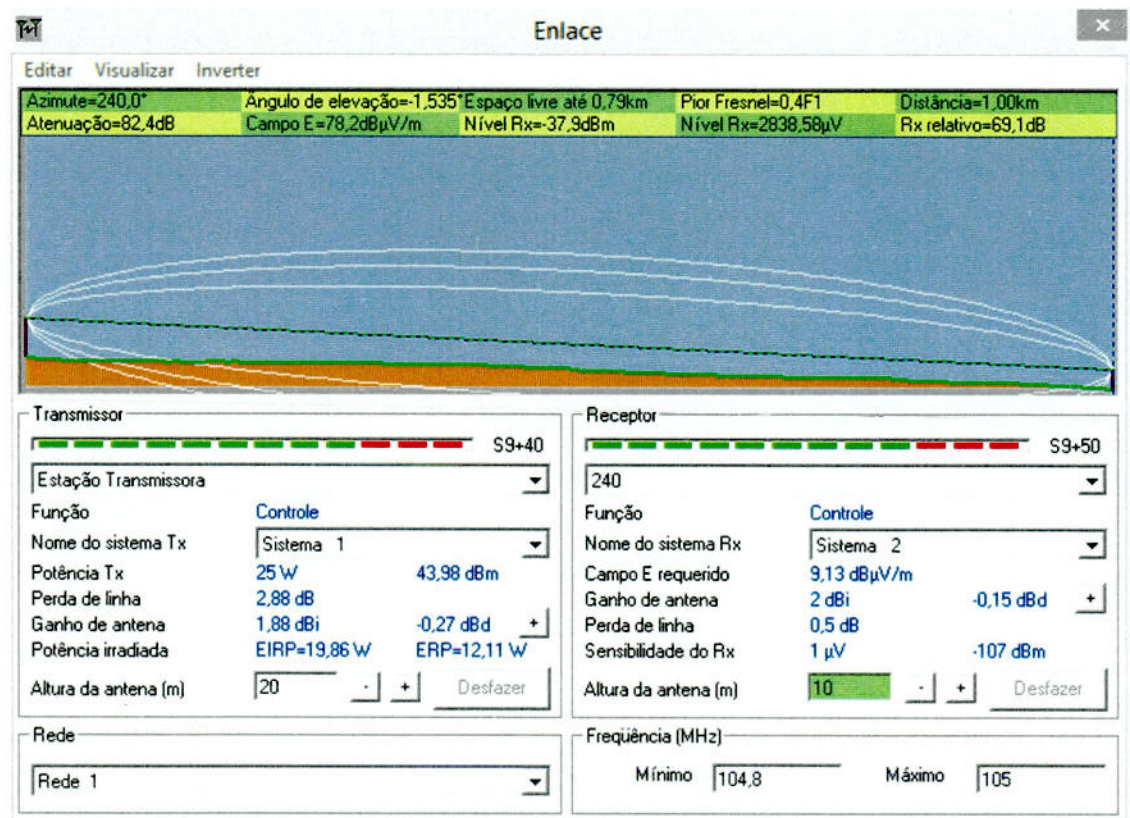 Enlace
Editar Visualizar Inverter
Azimute=240,0° Ângulo de elevação=-1,535° Espaço livre até 0,79km Pior Fresnel=0,4F1 Distância=1,00km
Atenuação=82,4dB Campo E=78,2dBµV/m Nível Rx=-37,9dBm Nível Rx=2838,58µV Rx relativo=69,1dB
Transmissor
S9+40
Estação Transmissora
Função Controle
Nome do sistema Tx Sistema 1
Potência Tx 25 W 43,98 dBm
Perda de linha 2,88 dB
Ganho de antena 1,88 dBi -0,27 dBd +
Potência irradiada EIRP=19,86 W ERP=12,11 W
Altura da antena (m) 20 - + Desfazer
Rede
Rede 1
Receptor
S9+50
240
Função Controle
Nome do sistema Rx Sistema 2
Campo E requerido 9,13 dBµV/m
Ganho de antena 2 dBi -0,15 dBd +
Perda de linha 0,5 dB
Sensibilidade do Rx 1 µV -107 dBm
Altura da antena (m) 10 - + Desfazer
Freqüência (MHz)
Mínimo 104,8 Máximo 105